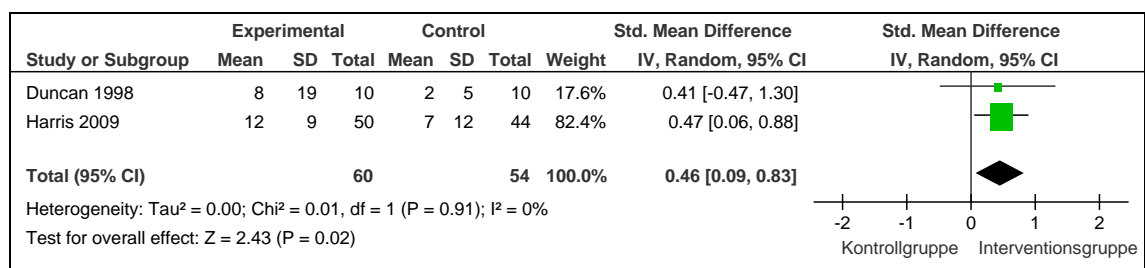 Experimental Control Std. Mean Difference Std. Mean Difference
Study or Subgroup Mean SD Total Mean SD Total Weight IV, Random, 95% CI IV, Random, 95% CI
Duncan 1998 8 19 10 2 5 10 17.6% 0.41 [-0.47, 1.30]
Harris 2009 12 9 50 7 12 44 82.4% 0.47 [0.06, 0.88]
Total (95% CI) 60 54 100.0% 0.46 [0.09, 0.83]
Heterogeneity: Tau² = 0.00; Chi² = 0.01, df = 1 (P = 0.91); I² = 0%
Test for overall effect: Z = 2.43 (P = 0.02)
-2 -1 0 1 2
Kontrollgruppe Interventionsgruppe